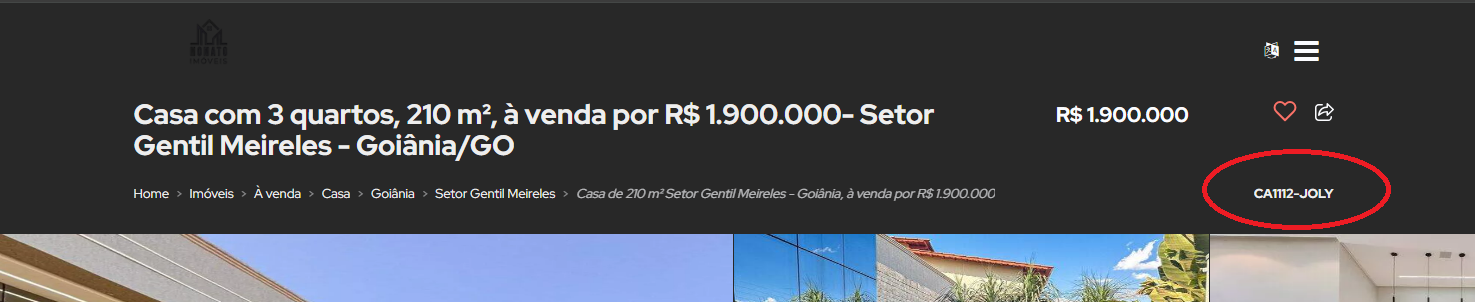 MORATO
IMÓVEIS
Casa com 3 quartos, 210 m², à venda por R$ 1.900.000- Setor
Gentil Meireles - Goiânia/GO
R$ 1.900.000
Home > Imóveis > À venda > Casa > Goiânia > Setor Gentil Meireles > Casa de 210 m² Setor Gentil Meireles - Goiânia, à venda por R$ 1.900.000
CA1112-JOLY